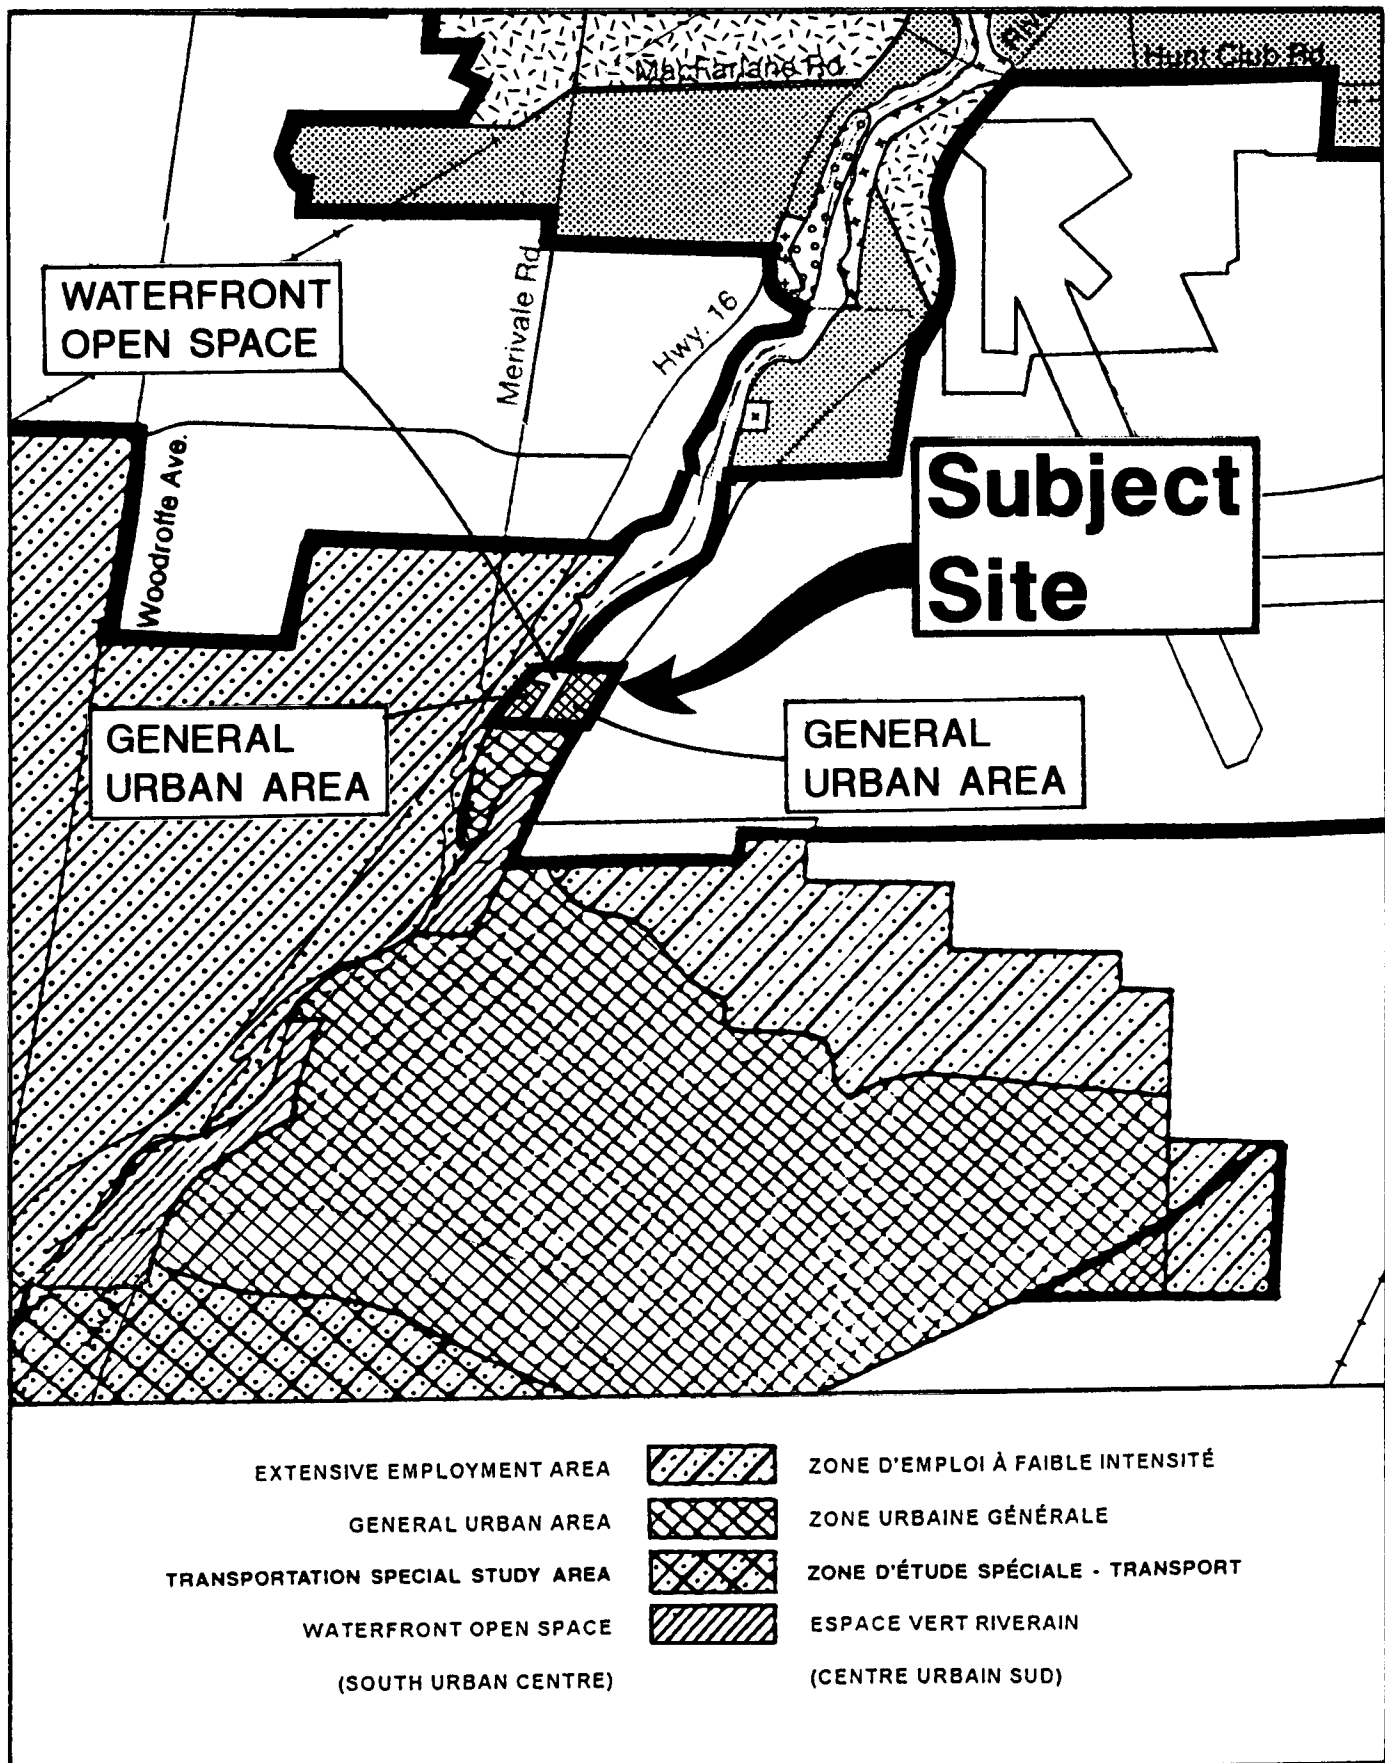 MacFarlane Rd
Hunt Club Rd
WATERFRONT
OPEN SPACE
Merivale Rd
Hwy. 16
Woodroffe Ave.
Subject
Site
GENERAL
URBAN AREA
GENERAL
URBAN AREA
EXTENSIVE EMPLOYMENT AREA ZONE D'EMPLOI À FAIBLE INTENSITÉ
GENERAL URBAN AREA ZONE URBAINE GÉNÉRALE
TRANSPORTATION SPECIAL STUDY AREA ZONE D'ÉTUDE SPÉCIALE - TRANSPORT
WATERFRONT OPEN SPACE ESPACE VERT RIVERAIN
(SOUTH URBAN CENTRE) (CENTRE URBAIN SUD)